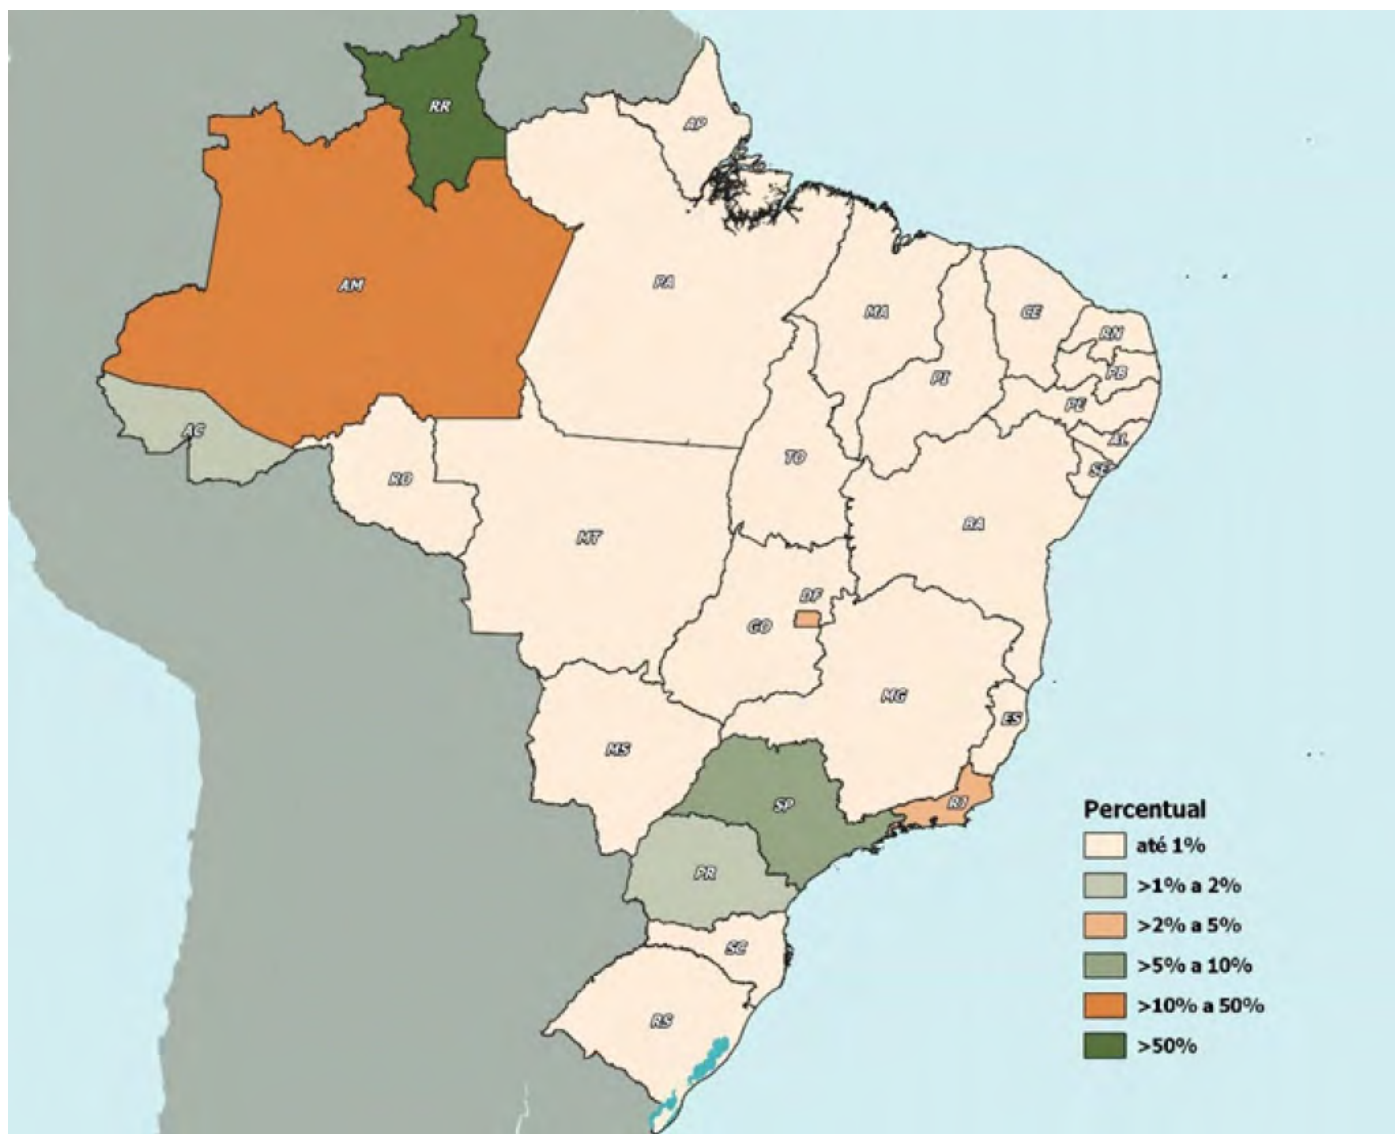 RR
AP
AM
PA
MA
CE
RN
PB
PI
PE
AL
AC
SE
TO
RO
BA
MT
DF
GO
MG
ES
MS
SP
RJ
PR
SC
RS
Percentual
até 1%
>1% a 2%
>2% a 5%
>5% a 10%
>10% a 50%
>50%